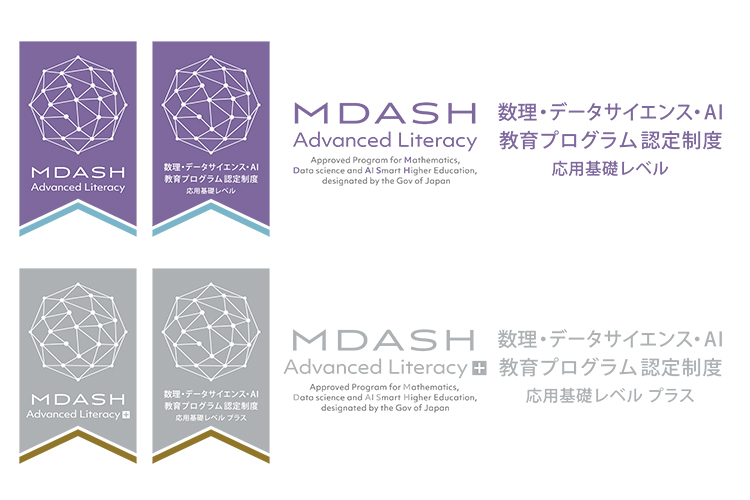 MDASH
Advanced Literacy
数理・データサイエンス・AI
教育プログラム認定制度
応用基礎レベル
MDASH
Advanced Literacy
Approved Program for Mathematics,
Data science and AI Smart Higher Education,
designated by the Gov of Japan
数理・データサイエンス・AI
教育プログラム認定制度
応用基礎レベル
MDASH
Advanced Literacy+
数理・データサイエンス・AI
教育プログラム認定制度
応用基礎レベル プラス
MDASH
Advanced Literacy+
Approved Program for Mathematics,
Data science and AI Smart Higher Education,
designated by the Gov of Japan
数理・データサイエンス・AI
教育プログラム認定制度
応用基礎レベル プラス